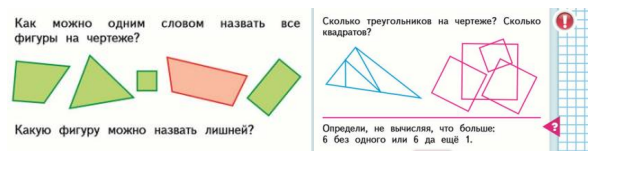 Как можно одним словом назвать все
фигуры на чертеже?
Какую фигуру можно назвать лишней?
Сколько треугольников на чертеже? Сколько
квадратов?
!
Определи, не вычисляя, что больше:
6 без одного или 6 да ещё 1.
?